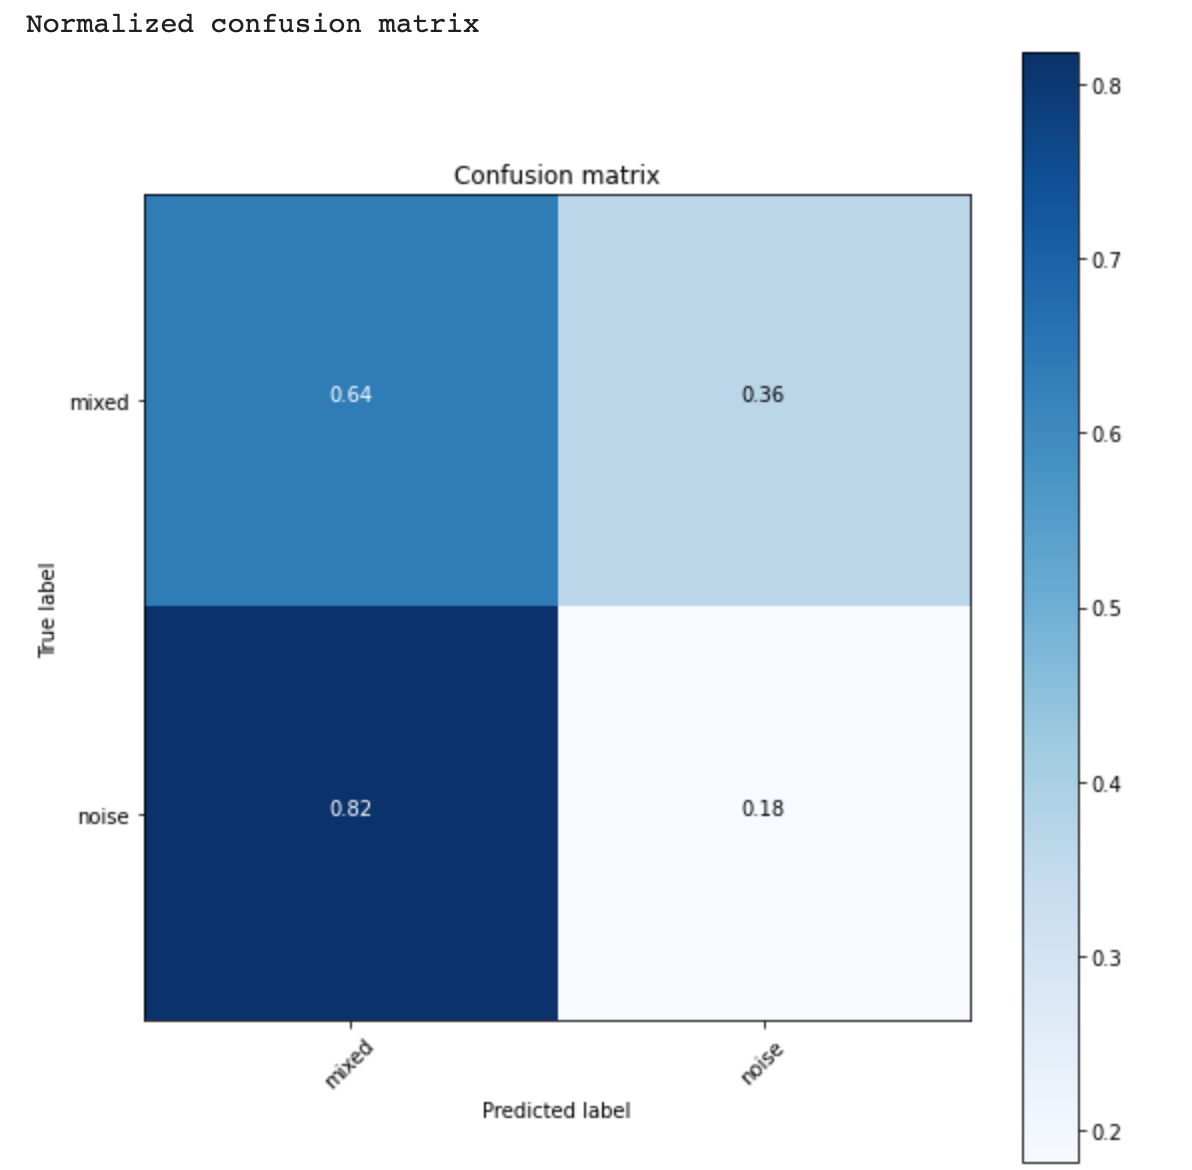 Normalized confusion matrix
Confusion matrix
0.8
0.7
0.6
0.5
0.4
0.3
0.2
True label
mixed
0.64
0.36
noise
0.82
0.18
mixed
noise
Predicted label